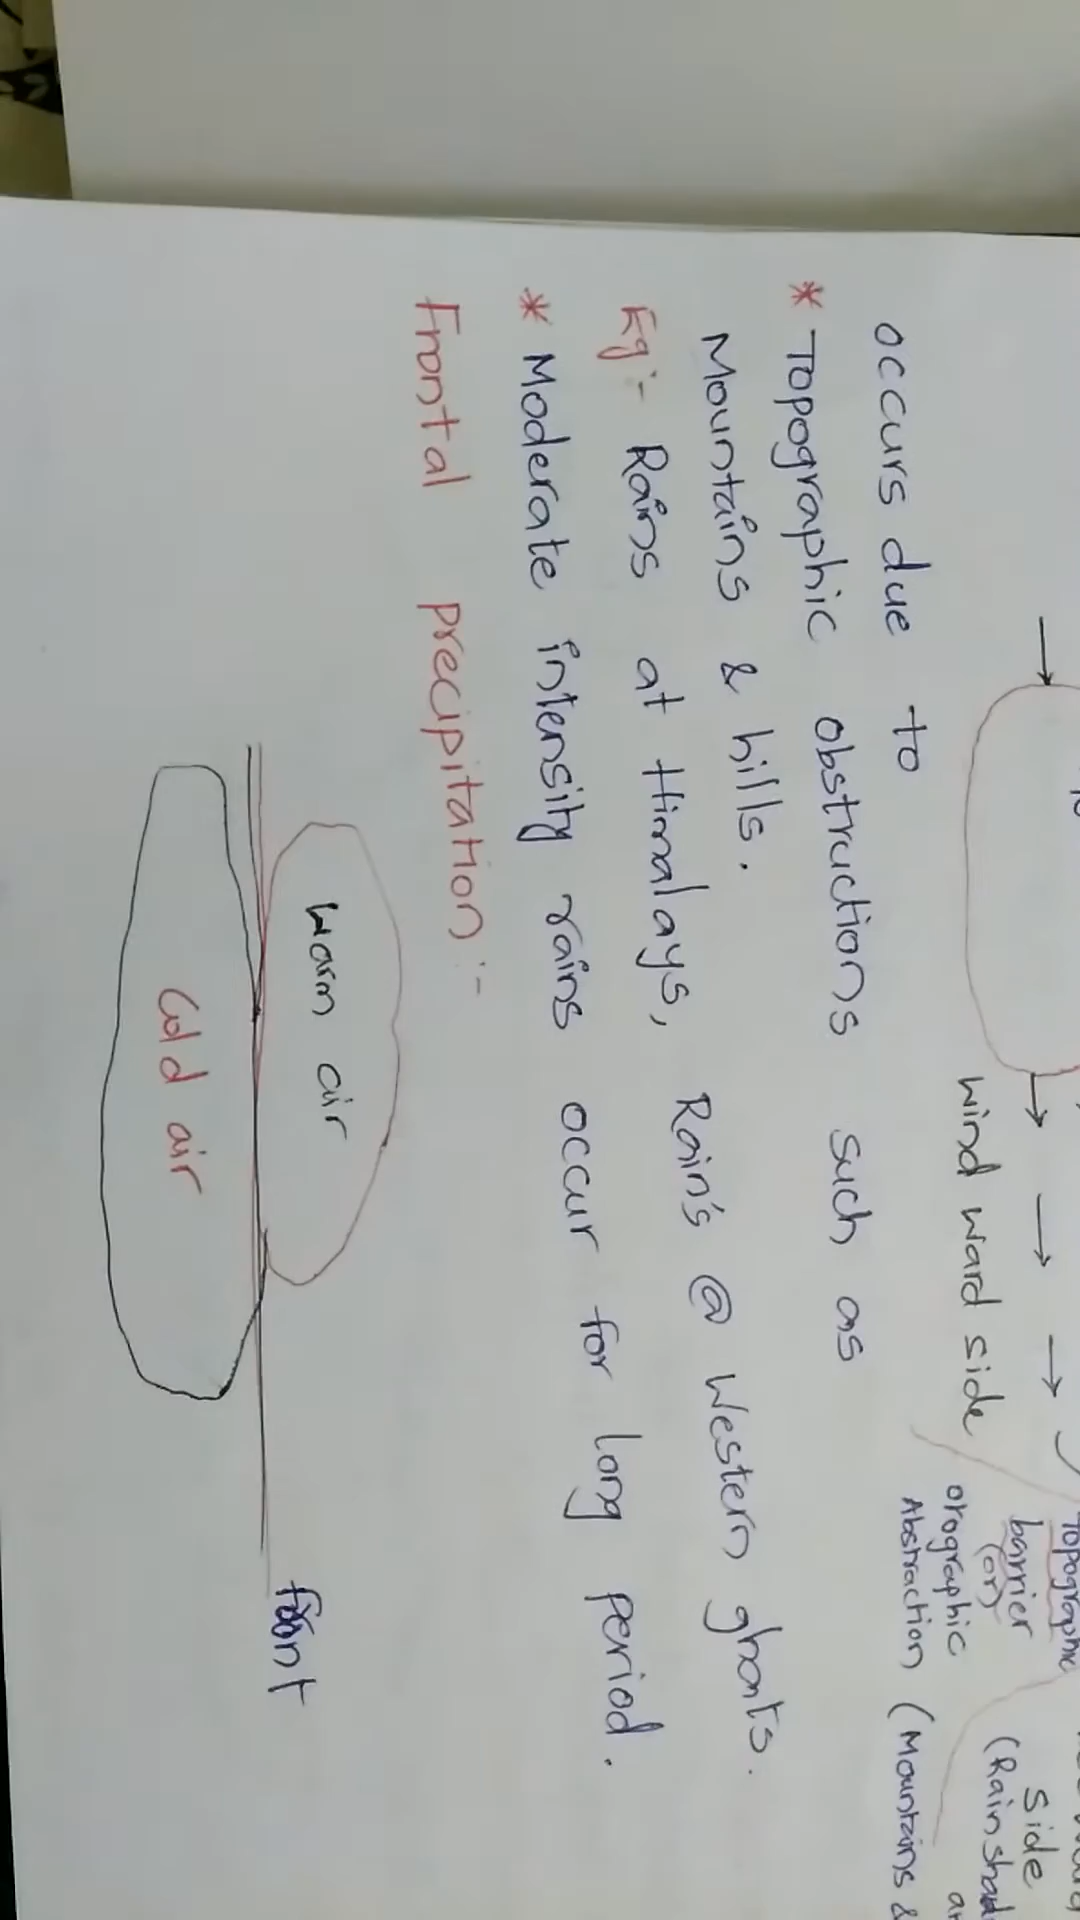 wind ward side
Topographic
barrier
(or)
orographic
Abstraction (Mountains &
side
(Rain shad
occurs due to
* Topographic obstructions such as
Mountains & hills.
Eg:- Rains at Himalays, Rain's @ Western ghats.
* Moderate intensity rains occur for long period.
Frontal precipitation:-
warm air
front
Cold air